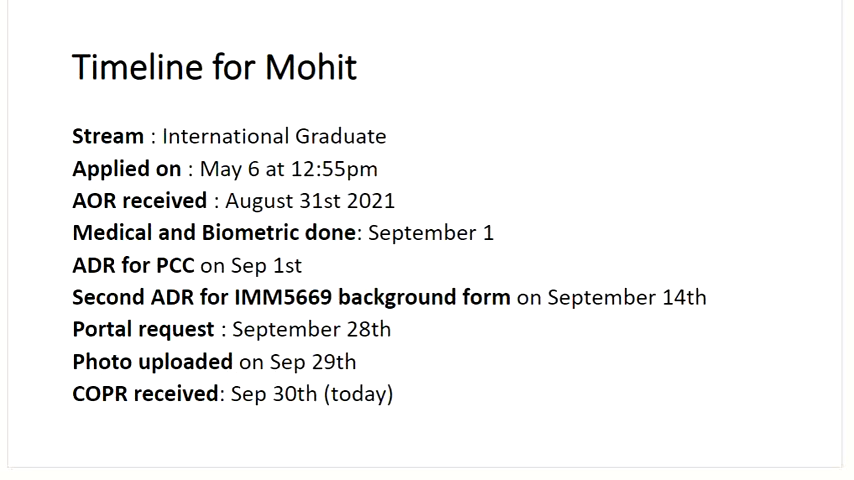 Timeline for Mohit
Stream : International Graduate
Applied on : May 6 at 12:55pm
AOR received : August 31st 2021
Medical and Biometric done: September 1
ADR for PCC on Sep 1st
Second ADR for IMM5669 background form on September 14th
Portal request : September 28th
Photo uploaded on Sep 29th
COPR received: Sep 30th (today)